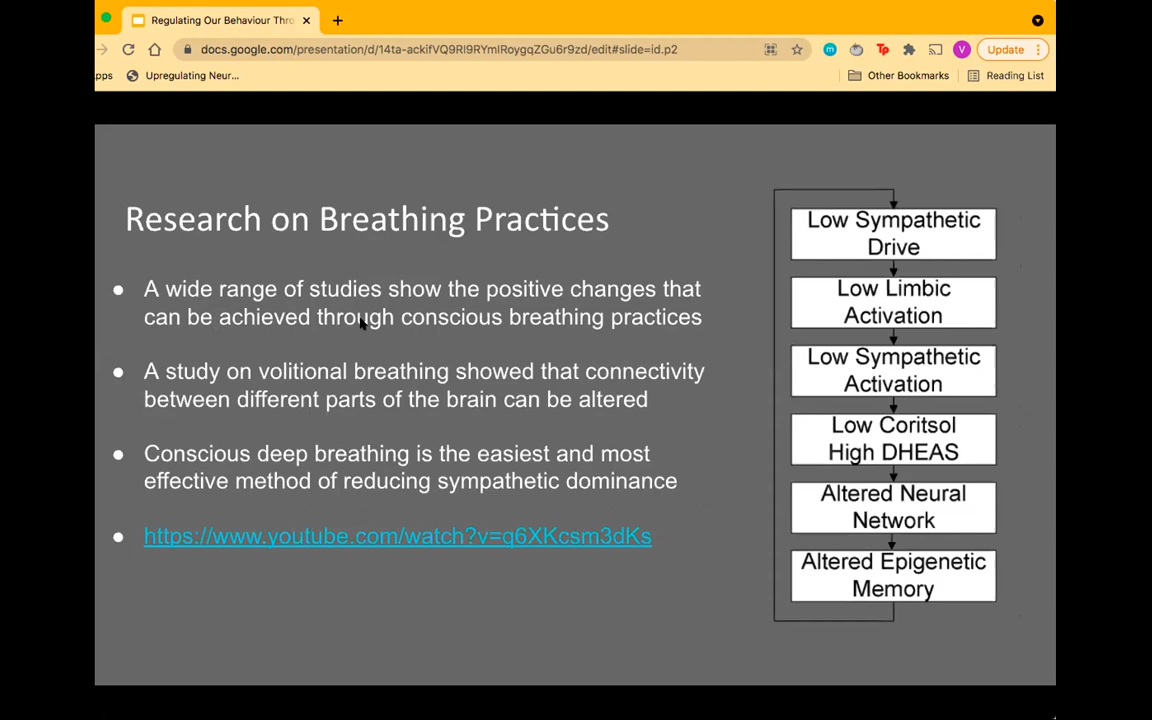 Regulating Our Behaviour Thro
docs.google.com/presentation/d/14ta-ackifVQ9Rl9RYmlRoygqZGu6r9zd/edit#slide=id.p2
m
Tp
V
Update
pps
Upregulating Neur...
Other Bookmarks
Reading List
Research on Breathing Practices
● A wide range of studies show the positive changes that
can be achieved through conscious breathing practices
● A study on volitional breathing showed that connectivity
between different parts of the brain can be altered
● Conscious deep breathing is the easiest and most
effective method of reducing sympathetic dominance
● https://www.youtube.com/watch?v=q6XKcsm3dKs
Low Sympathetic
Drive
Low Limbic
Activation
Low Sympathetic
Activation
Low Coritsol
High DHEAS
Altered Neural
Network
Altered Epigenetic
Memory